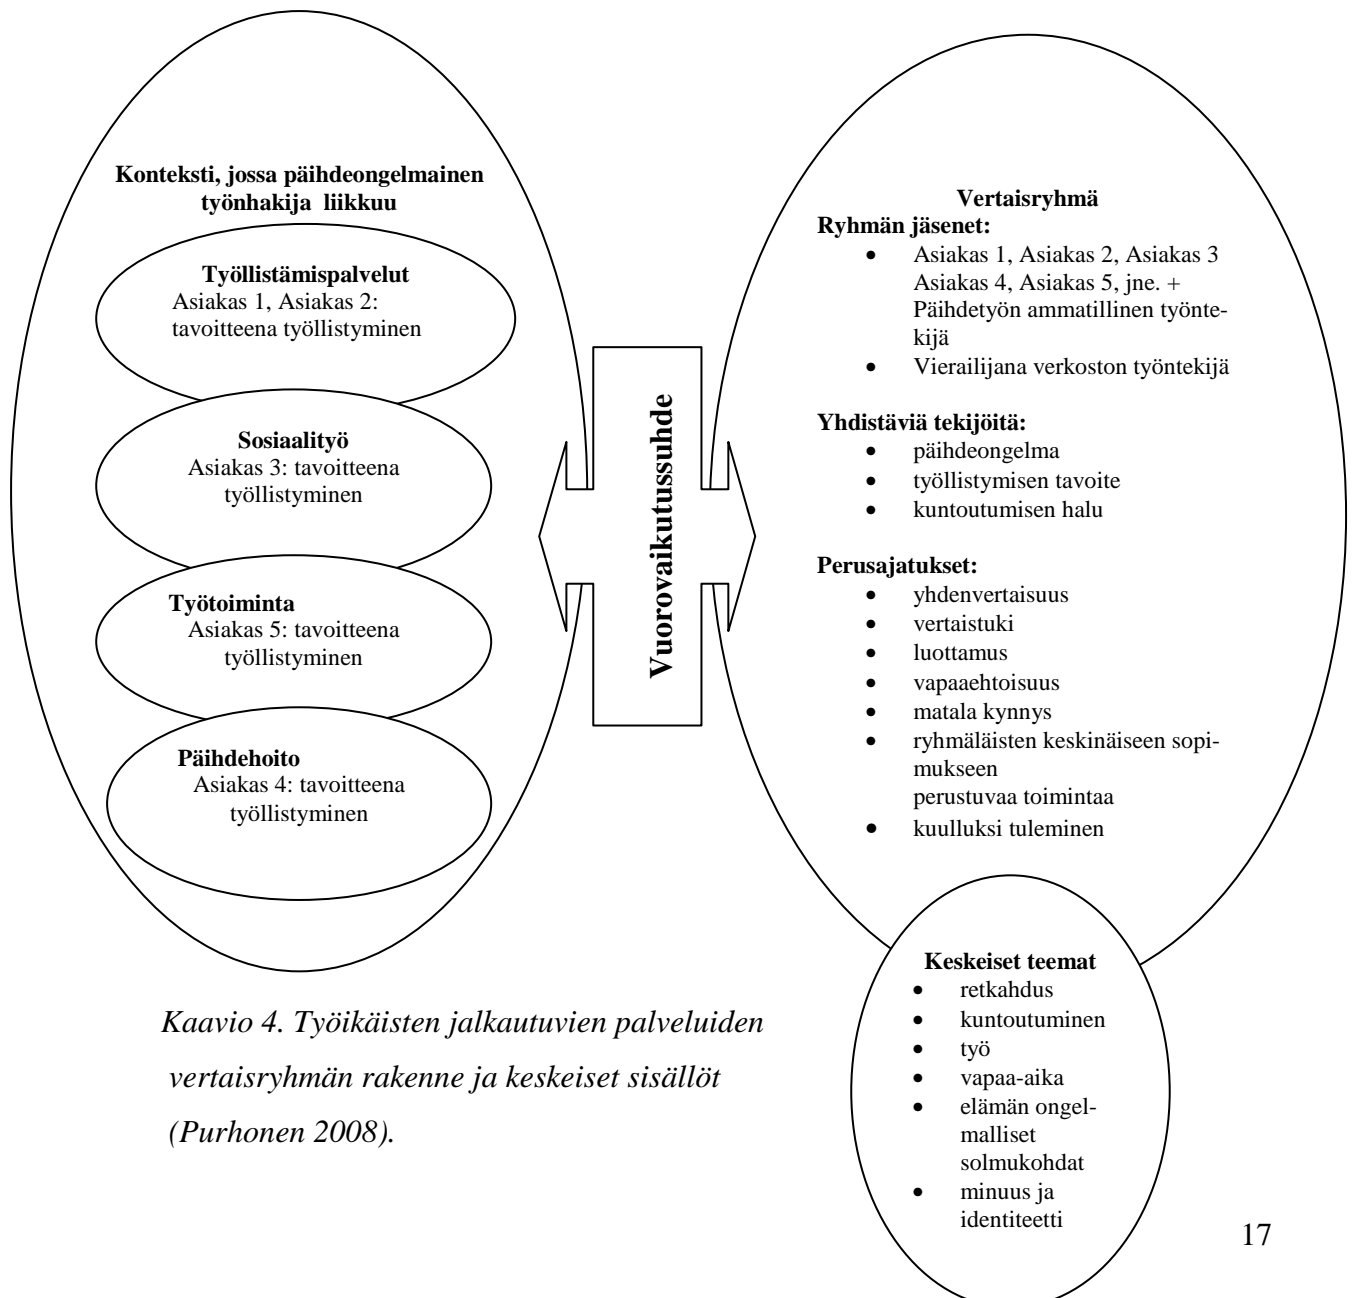 Konteksti, jossa päihdeongelmainen
työnhakija liikkuu
Työllistämispalvelut
Asiakas 1, Asiakas 2:
tavoitteena työllistyminen
Sosiaalityö
Asiakas 3: tavoitteena
työllistyminen
Työtoiminta
Asiakas 5: tavoitteena
työllistyminen
Päihdehoito
Asiakas 4: tavoitteena
työllistyminen
Vuorovaikutussuhde
Vertaisryhmä
Ryhmän jäsenet:
• Asiakas 1, Asiakas 2, Asiakas 3
Asiakas 4, Asiakas 5, jne. +
Päihdetyön ammatillinen työnte-
kijä
• Vierailijana verkoston työntekijä
Yhdistäviä tekijöitä:
• päihdeongelma
• työllistymisen tavoite
• kuntoutumisen halu
Perusajatukset:
• yhdenvertaisuus
• vertaistuki
• luottamus
• vapaaehtoisuus
• matala kynnys
• ryhmäläisten keskinäiseen sopi-
mukseen
perustuvaa toimintaa
• kuulluksi tuleminen
Keskeiset teemat
• retkahdus
• kuntoutuminen
• työ
• vapaa-aika
• elämän ongel-
malliset
solmukohdat
• minuus ja
identiteetti
Kaavio 4. Työikäisten jalkautuvien palveluiden
vertaisryhmän rakenne ja keskeiset sisällöt
(Purhonen 2008).
17